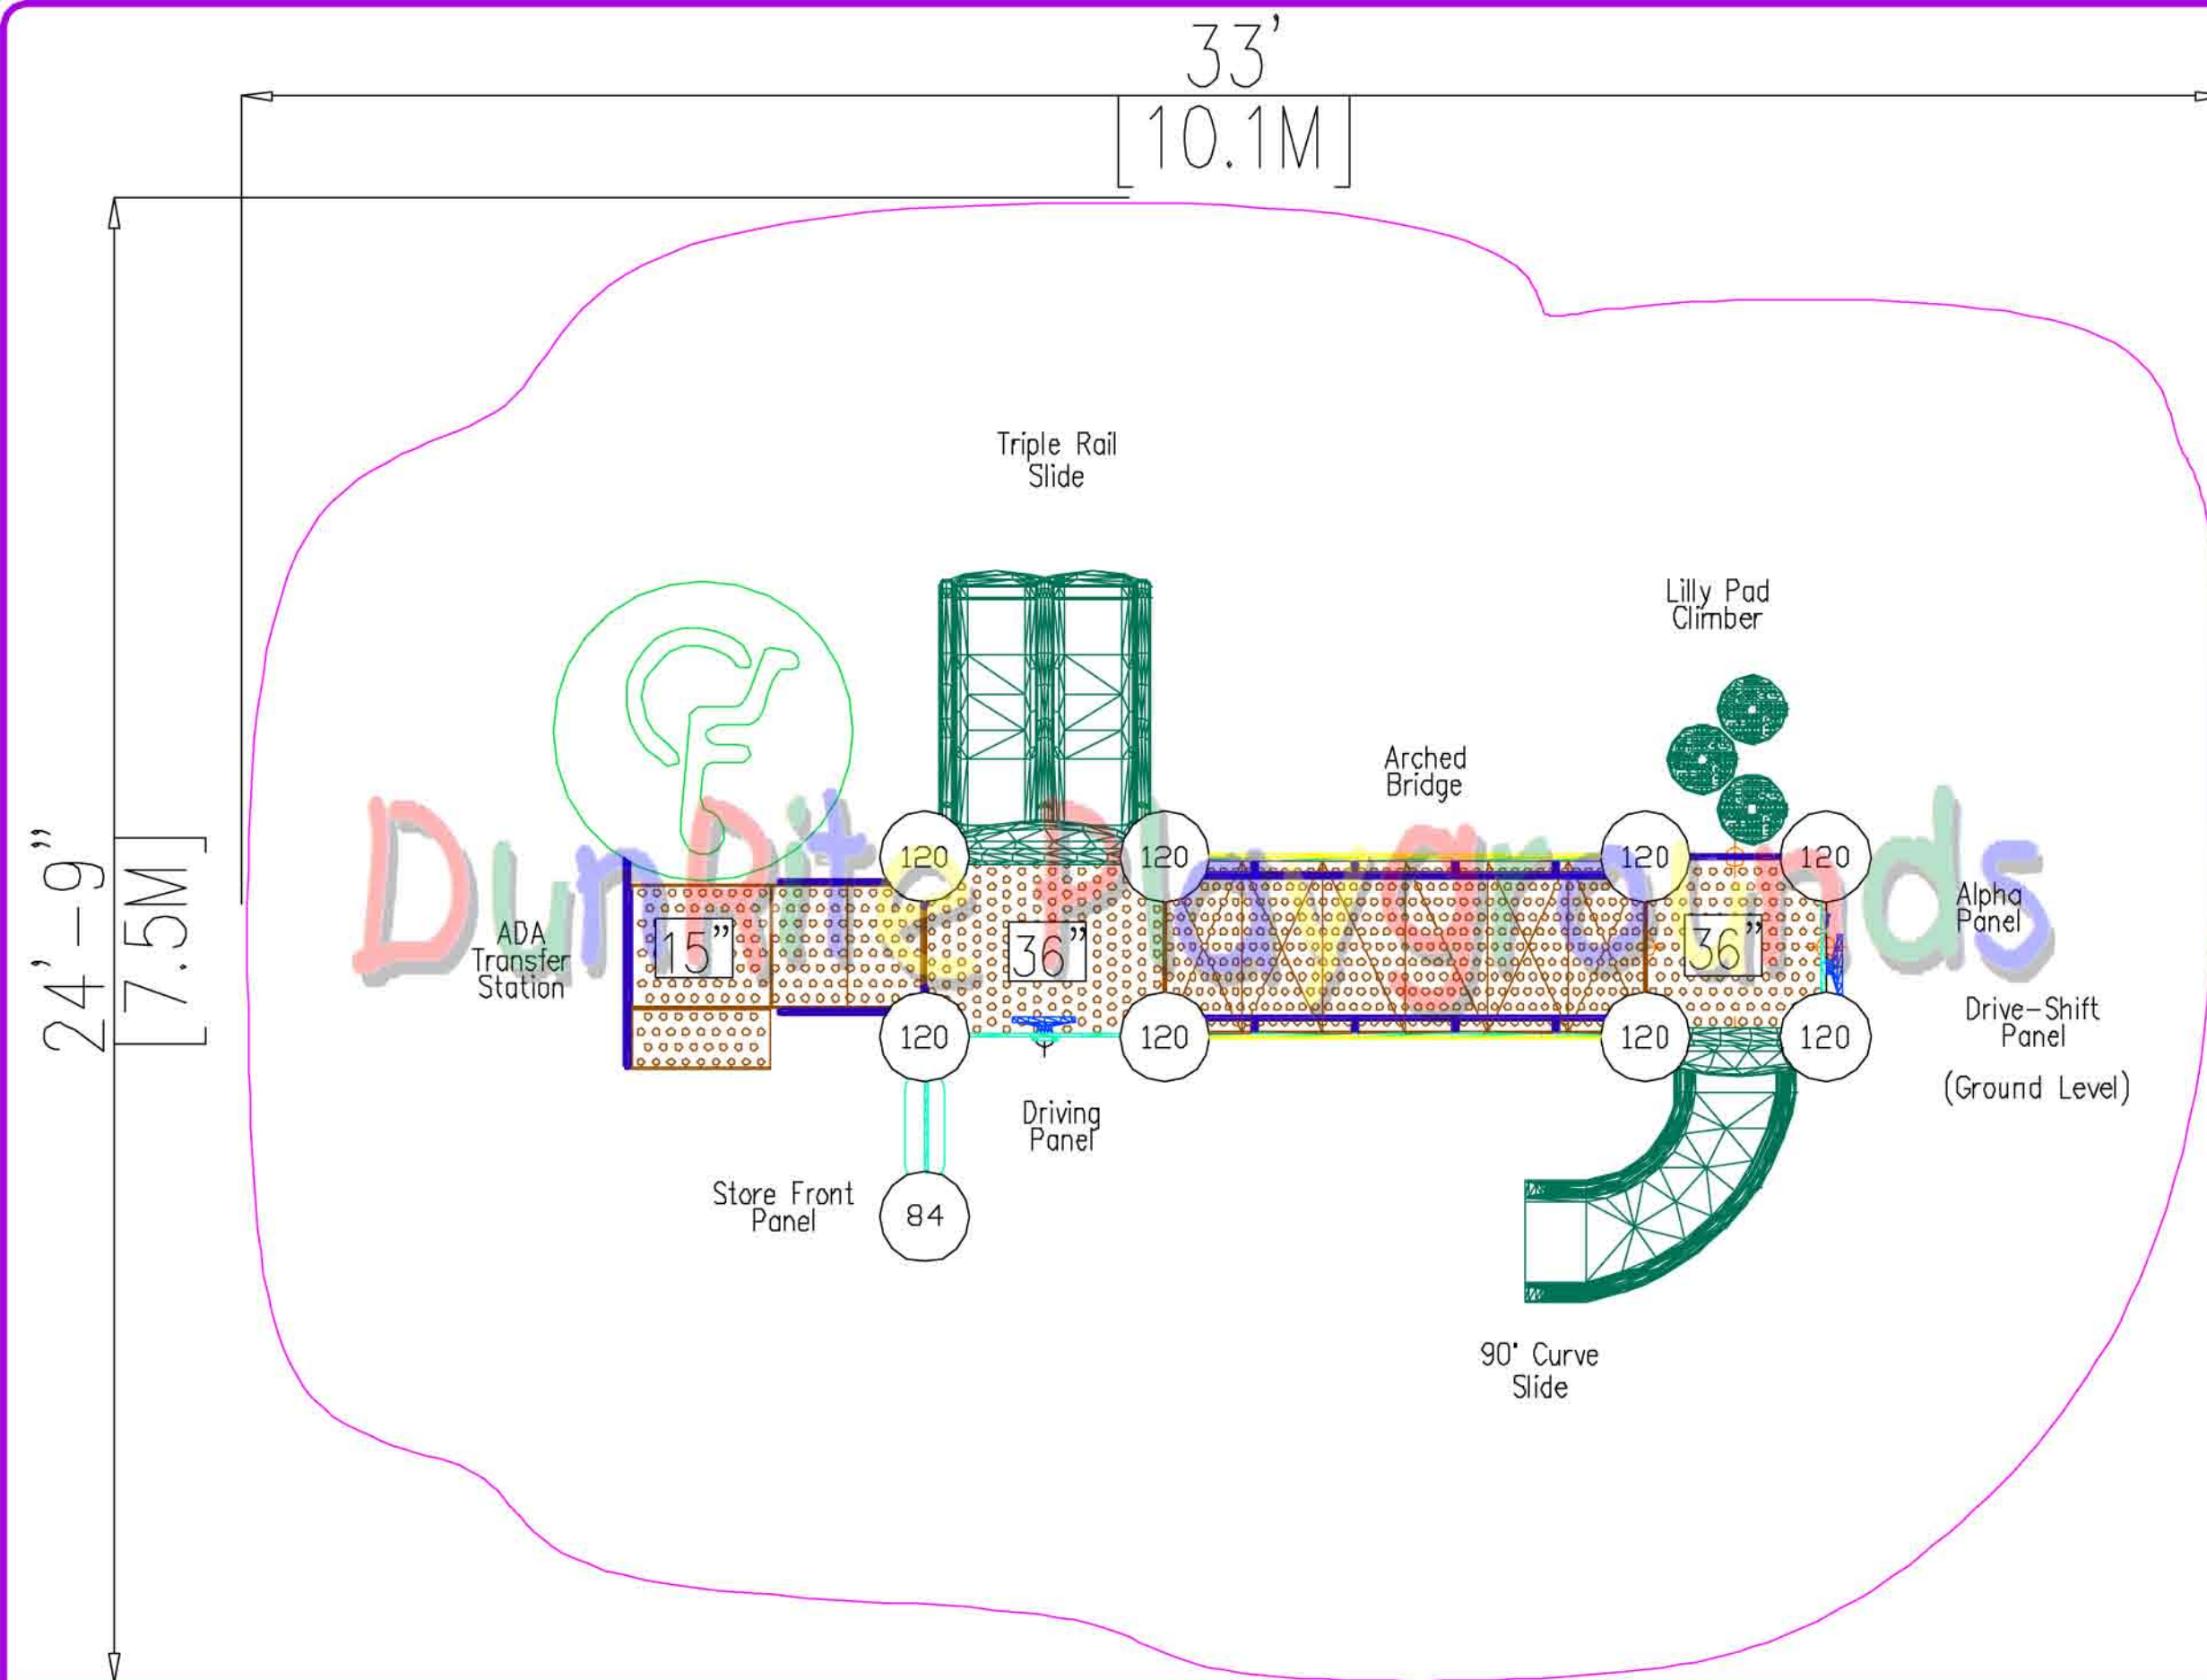 33'
[10.1M]
Triple Rail
Slide
Lilly Pad
Climber
Arched
Bridge
120
120
120
120
DunRite Playgrounds
24'-9"
[7.5M]
ADA
Transfer
Station
15"
36"
36"
Alpha
Panel
Drive-Shift
Panel
(Ground Level)
120
120
120
120
Driving
Panel
Store Front
Panel
84
90° Curve
Slide